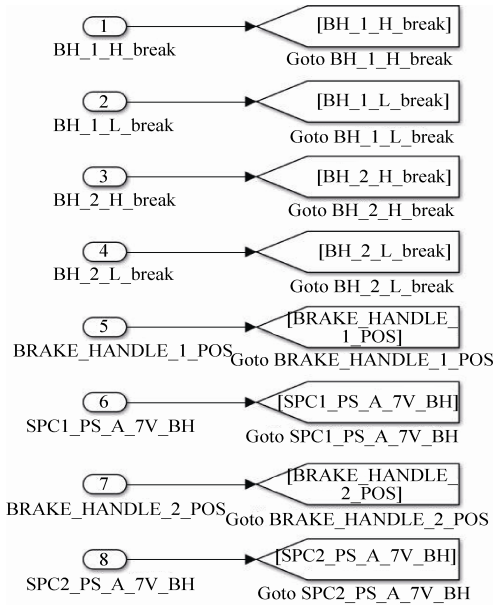 1 [BH_1_H_break]
BH_1_H_break Goto BH_1_H_break
2 [BH_1_L_break]
BH_1_L_break Goto BH_1_L_break
3 [BH_2_H_break]
BH_2_H_break Goto BH_2_H_break
4 [BH_2_L_break]
BH_2_L_break Goto BH_2_L_break
5 [BRAKE_HANDLE_
1_POS]
BRAKE_HANDLE_1_POS Goto BRAKE_HANDLE_1_POS
6 [SPC1_PS_A_7V_BH]
SPC1_PS_A_7V_BH Goto SPC1_PS_A_7V_BH
7 [BRAKE_HANDLE_
2_POS]
BRAKE_HANDLE_2_POS Goto BRAKE_HANDLE_2_POS
8 [SPC2_PS_A_7V_BH]
SPC2_PS_A_7V_BH Goto SPC2_PS_A_7V_BH